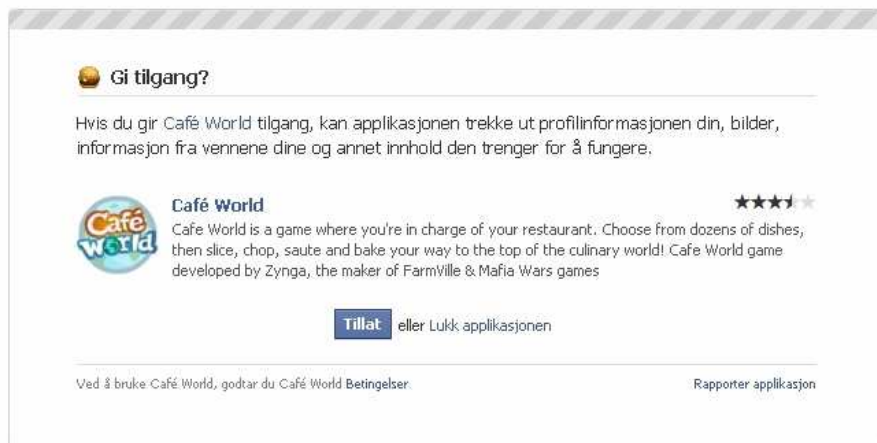 Gi tilgang?
Hvis du gir Café World tilgang, kan applikasjonen trekke ut profilinformasjonen din, bilder,
informasjon fra vennene dine og annet innhold den trenger for å fungere.
Café World
Café World
Cafe World is a game where you're in charge of your restaurant. Choose from dozens of dishes,
then slice, chop, saute and bake your way to the top of the culinary world! Cafe World game
developed by Zynga, the maker of FarmVille & Mafia Wars games
Tillat eller Lukk applikasjonen
Ved å bruke Café World, godtar du Café World Betingelser. Rapporter applikasjon